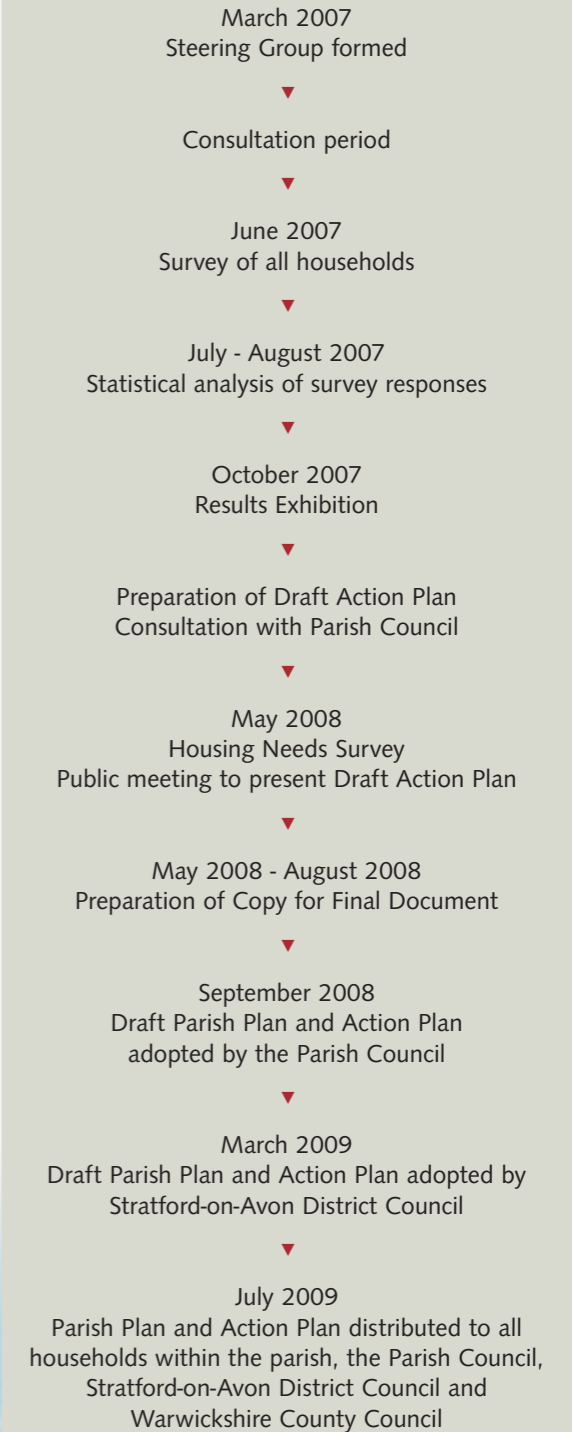 March 2007
Steering Group formed
Consultation period
June 2007
Survey of all households
July - August 2007
Statistical analysis of survey responses
October 2007
Results Exhibition
Preparation of Draft Action Plan
Consultation with Parish Council
May 2008
Housing Needs Survey
Public meeting to present Draft Action Plan
May 2008 - August 2008
Preparation of Copy for Final Document
September 2008
Draft Parish Plan and Action Plan
adopted by the Parish Council
March 2009
Draft Parish Plan and Action Plan adopted by
Stratford-on-Avon District Council
July 2009
Parish Plan and Action Plan distributed to all
households within the parish, the Parish Council,
Stratford-on-Avon District Council and
Warwickshire County Council